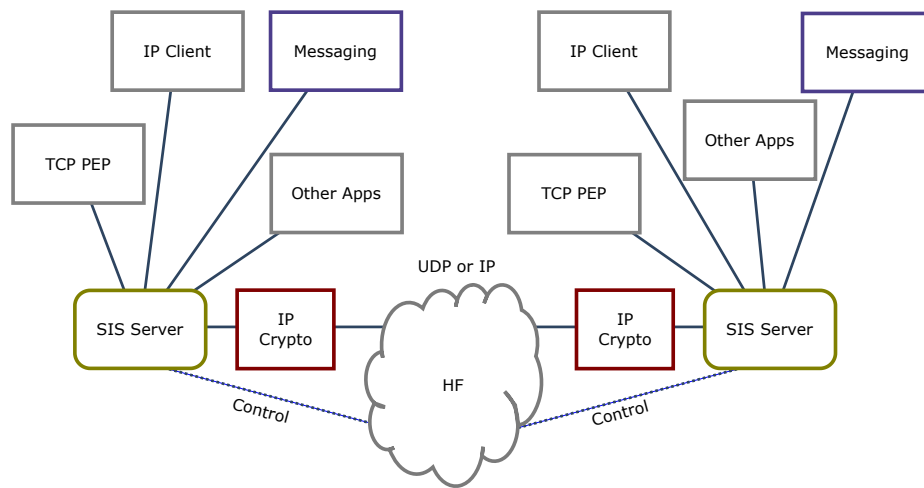 IP Client
Messaging
TCP PEP
Other Apps
IP Client
Messaging
Other Apps
TCP PEP
UDP or IP
SIS Server
IP
Crypto
HF
IP
Crypto
SIS Server
Control
Control